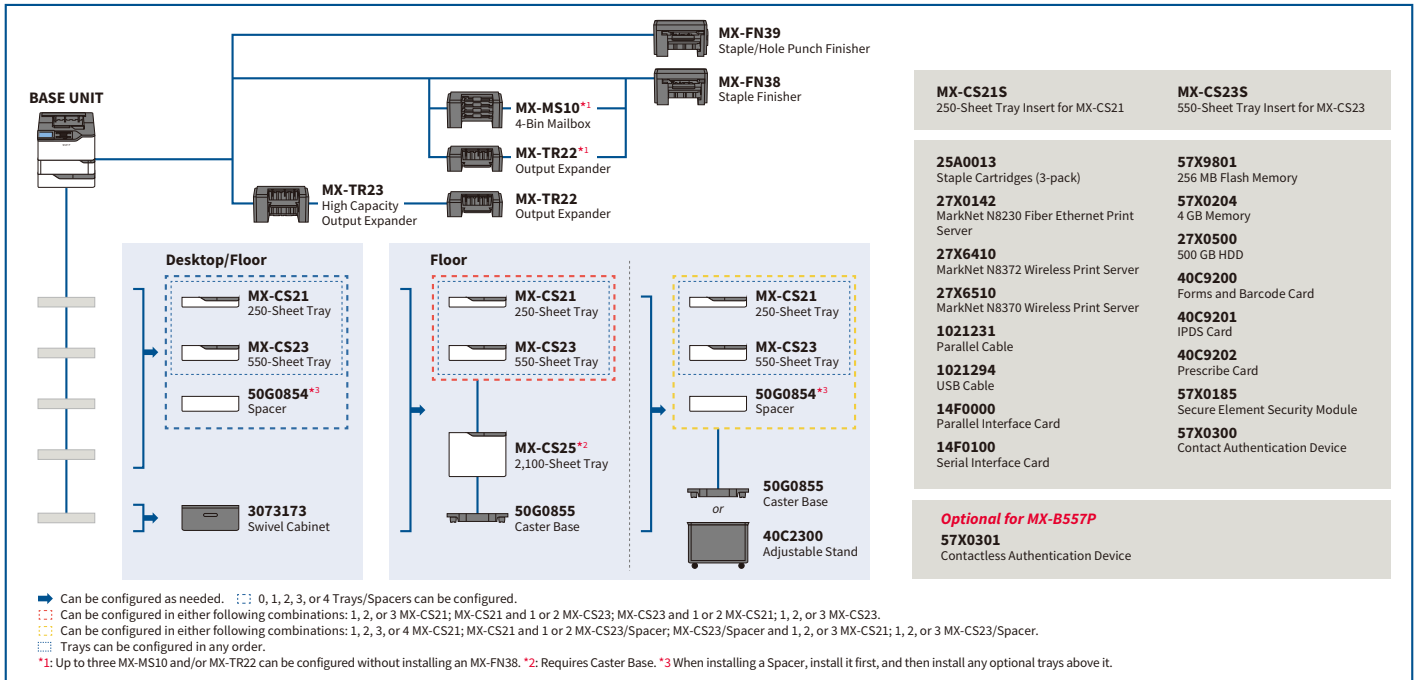 MX-FN39
Staple/Hole Punch Finisher
MX-FN38
Staple Finisher
BASE UNIT
MX-MS10*1
4-Bin Mailbox
MX-TR22*1
Output Expander
MX-TR23
High Capacity
Output Expander
MX-TR22
Output Expander
Desktop/Floor
MX-CS21
250-Sheet Tray
MX-CS23
550-Sheet Tray
50G0854*3
Spacer
3073173
Swivel Cabinet
Floor
MX-CS21
250-Sheet Tray
MX-CS23
550-Sheet Tray
MX-CS25*2
2,100-Sheet Tray
50G0855
Caster Base
MX-CS21
250-Sheet Tray
MX-CS23
550-Sheet Tray
50G0854*3
Spacer
50G0855
Caster Base
or
40C2300
Adjustable Stand
MX-CS21S
250-Sheet Tray Insert for MX-CS21
MX-CS23S
550-Sheet Tray Insert for MX-CS23
25A0013
Staple Cartridges (3-pack)
27X0142
MarkNet N8230 Fiber Ethernet Print
Server
27X6410
MarkNet N8372 Wireless Print Server
27X6510
MarkNet N8370 Wireless Print Server
1021231
Parallel Cable
1021294
USB Cable
14F0000
Parallel Interface Card
14F0100
Serial Interface Card
57X9801
256 MB Flash Memory
57X0204
4 GB Memory
27X0500
500 GB HDD
40C9200
Forms and Barcode Card
40C9201
IPDS Card
40C9202
Prescribe Card
57X0185
Secure Element Security Module
57X0300
Contact Authentication Device
Optional for MX-B557P
57X0301
Contactless Authentication Device
Can be configured as needed. 0, 1, 2, 3, or 4 Trays/Spacers can be configured.
Can be configured in either following combinations: 1, 2, or 3 MX-CS21; MX-CS21 and 1 or 2 MX-CS23; MX-CS23 and 1 or 2 MX-CS21; 1, 2, or 3 MX-CS23.
Can be configured in either following combinations: 1, 2, 3, or 4 MX-CS21; MX-CS21 and 1 or 2 MX-CS23/Spacer; MX-CS23/Spacer and 1, 2, or 3 MX-CS21; 1, 2, or 3 MX-CS23/Spacer.
Trays can be configured in any order.
*1: Up to three MX-MS10 and/or MX-TR22 can be configured without installing an MX-FN38. *2: Requires Caster Base. *3 When installing a Spacer, install it first, and then install any optional trays above it.